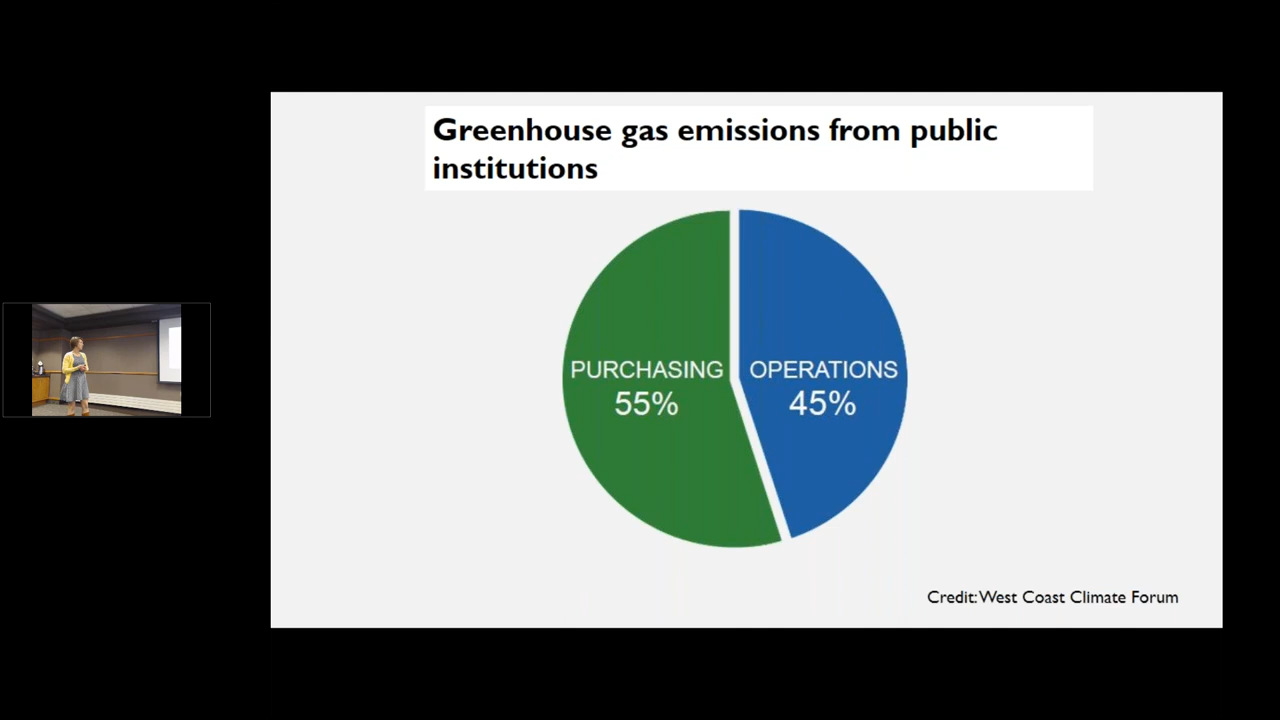 Greenhouse gas emissions from public
institutions
PURCHASING
55%
OPERATIONS
45%
Credit: West Coast Climate Forum